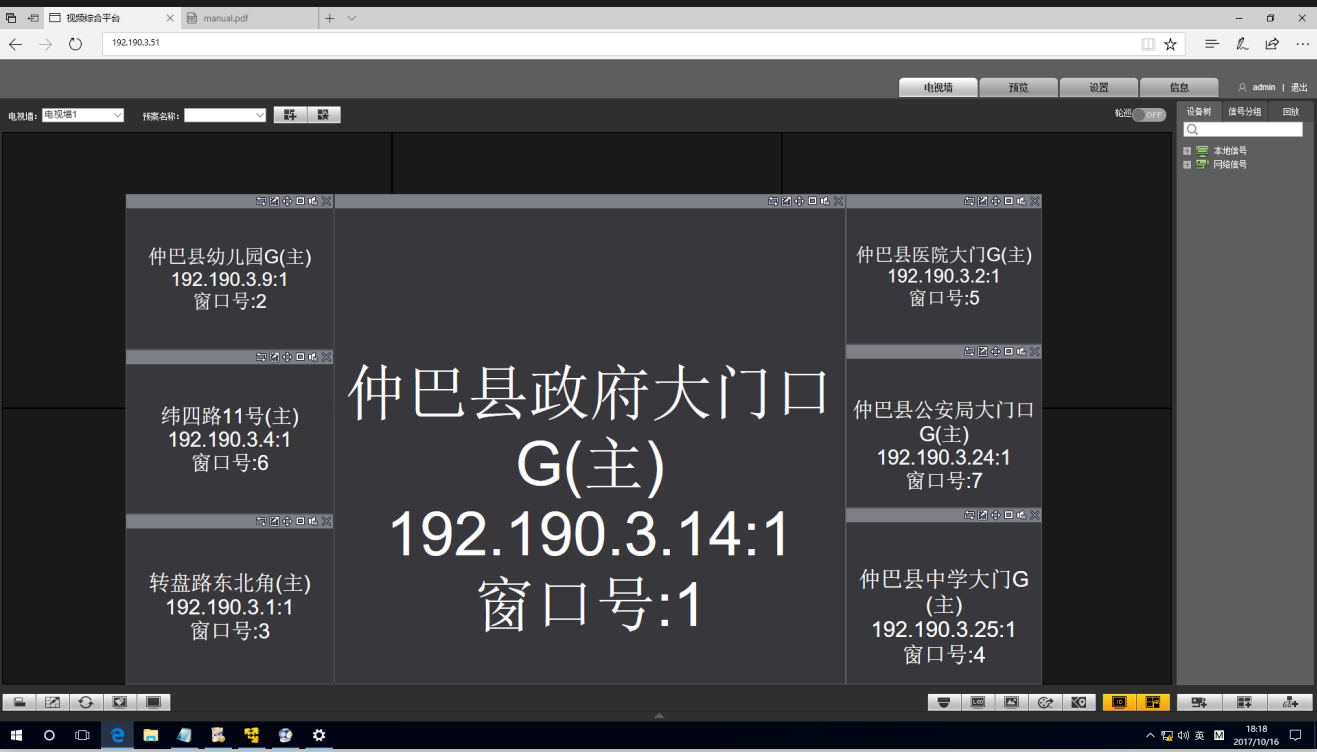 视频综合平台
manual.pdf
192.190.3.51
电视墙
预览
设置
信息
admin | 退出
电视墙: 电视墙1
预案名称:
轮巡 OFF
设备树
信号分组
回放
本地信号
网络信号
仲巴县幼儿园G(主)
192.190.3.9:1
窗口号:2
纬四路11号(主)
192.190.3.4:1
窗口号:6
转盘路东北角(主)
192.190.3.1:1
窗口号:3
仲巴县政府大门口
G(主)
192.190.3.14:1
窗口号:1
仲巴县医院大门G(主)
192.190.3.2:1
窗口号:5
仲巴县公安局大门口
G(主)
192.190.3.24:1
窗口号:7
仲巴县中学大门G
(主)
192.190.3.25:1
窗口号:4
英
M
18:18
2017/10/16